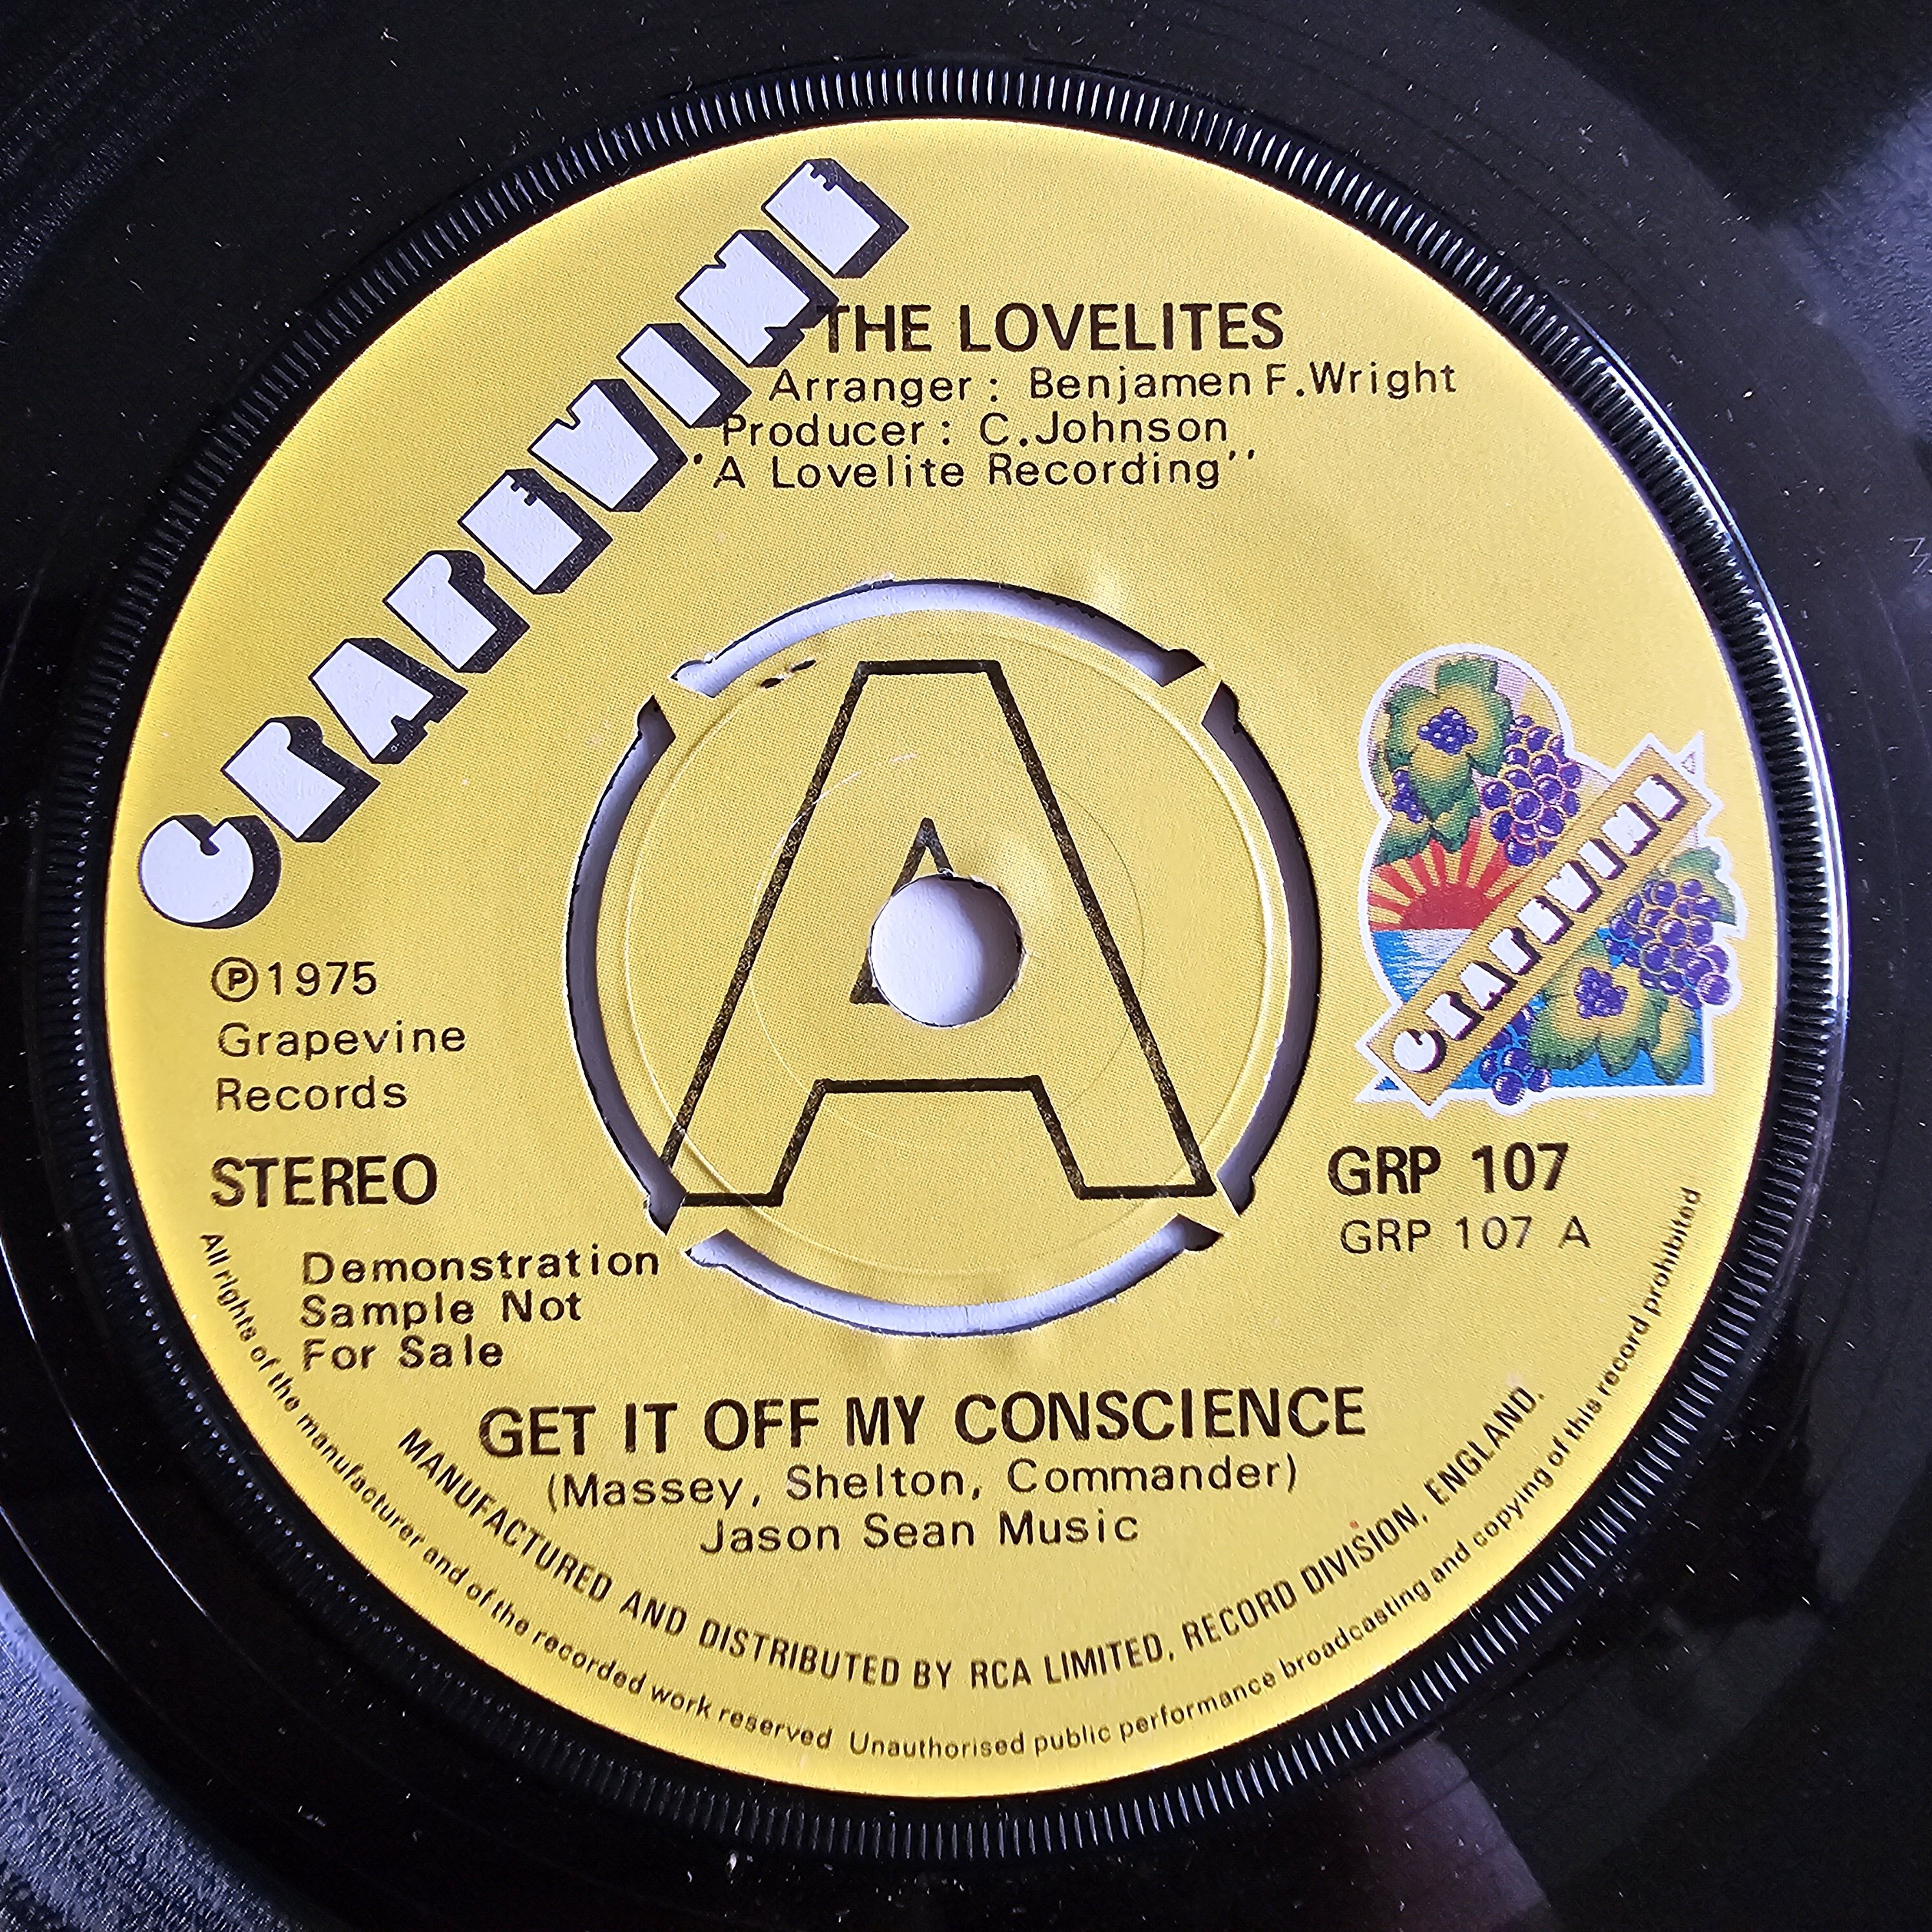 GRAPEVINE
THE LOVELITES
Arranger: Benjamen F. Wright
Producer: C. Johnson
"A Lovelite Recording"
A
GRAPEVINE
℗1975
Grapevine
Records
STEREO
GRP 107
GRP 107 A
Demonstration
Sample Not
For Sale
GET IT OFF MY CONSCIENCE
(Massey, Shelton, Commander)
Jason Sean Music
MANUFACTURED AND DISTRIBUTED BY RCA LIMITED, RECORD DIVISION, ENGLAND.
All rights of the manufacturer and of the recorded work reserved Unauthorised public performance broadcasting and copying of this record prohibited